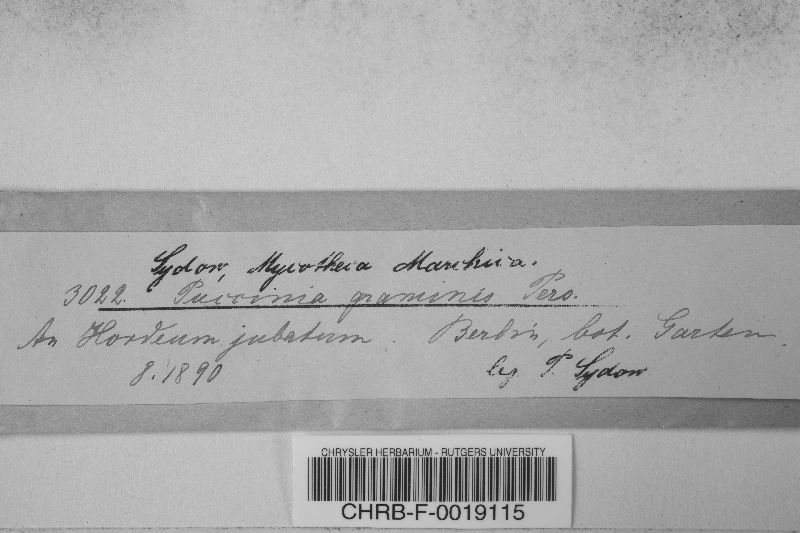 Sydow, Mycotheca Marchica.
3022. Puccinia graminis Pers.
An Hordeum jubatum. Berlin, bot. Garten.
8. 1890 leg. P. Sydow
CHRYSLER HERBARIUM - RUTGERS UNIVERSITY
CHRB-F-0019115